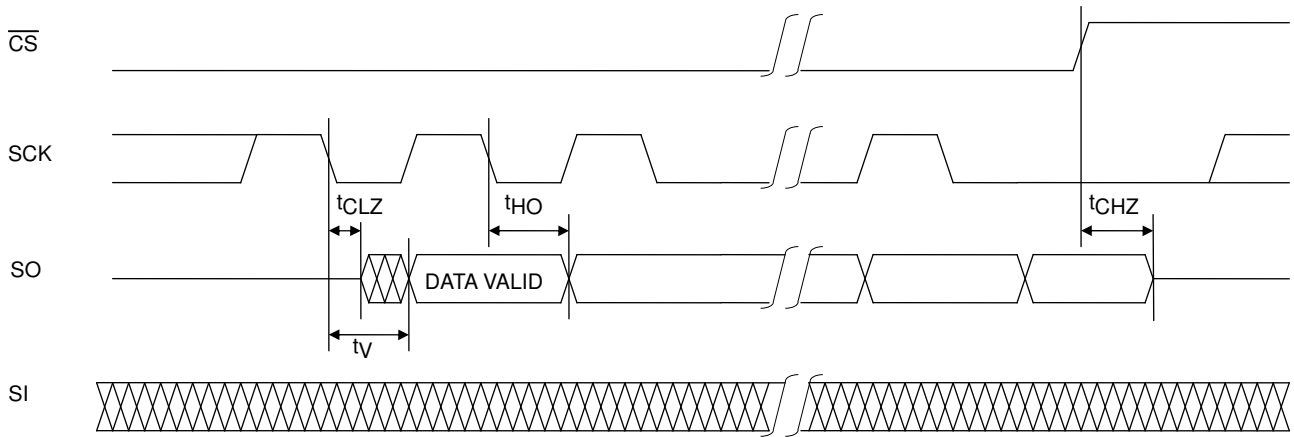 CS
SCK
tCLZ
tHO
tCHZ
SO
DATA VALID
tV
SI